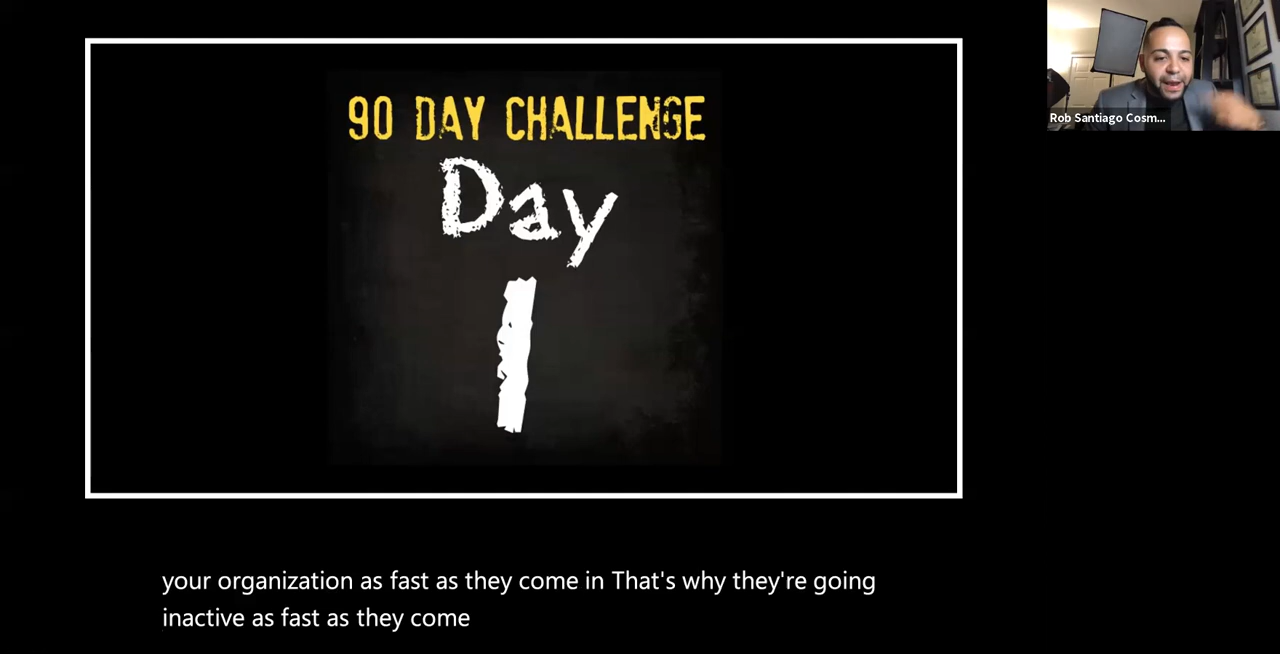 90 DAY CHALLENGE
Day
1
Rob Santiago Cosm...
your organization as fast as they come in That's why they're going
inactive as fast as they come